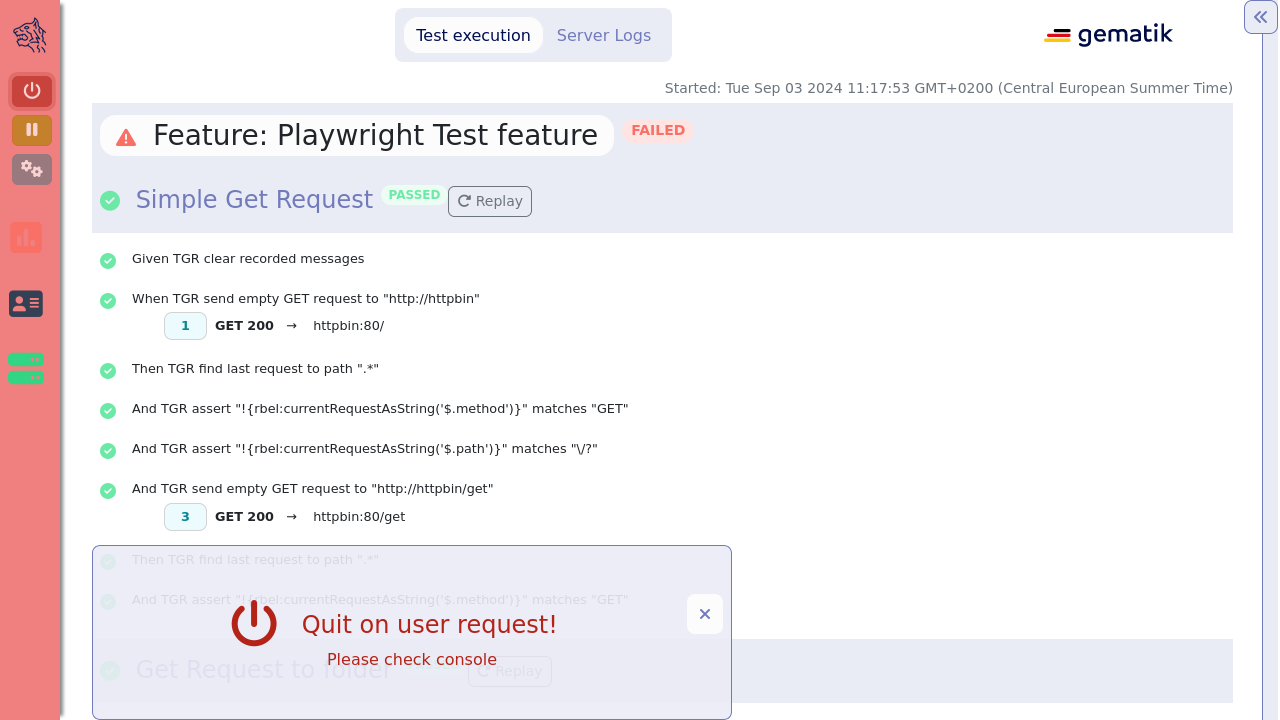 Test execution
Server Logs
gematik
Started: Tue Sep 03 2024 11:17:53 GMT+0200 (Central European Summer Time)
Feature: Playwright Test feature
FAILED
Simple Get Request
PASSED
Replay
Given TGR clear recorded messages
When TGR send empty GET request to "http://httpbin"
1 GET 200 → httpbin:80/
Then TGR find last request to path ".*"
And TGR assert "!{rbel:currentRequestAsString('$.method')}" matches "GET"
And TGR assert "!{rbel:currentRequestAsString('$.path')}" matches "\/?"
And TGR send empty GET request to "http://httpbin/get"
3 GET 200 → httpbin:80/get
Then TGR find last request to path ".*"
And TGR assert "!{rbel:currentRequestAsString('$.method')}" matches "GET"
Quit on user request!
Please check console
Get Request to folder
Replay